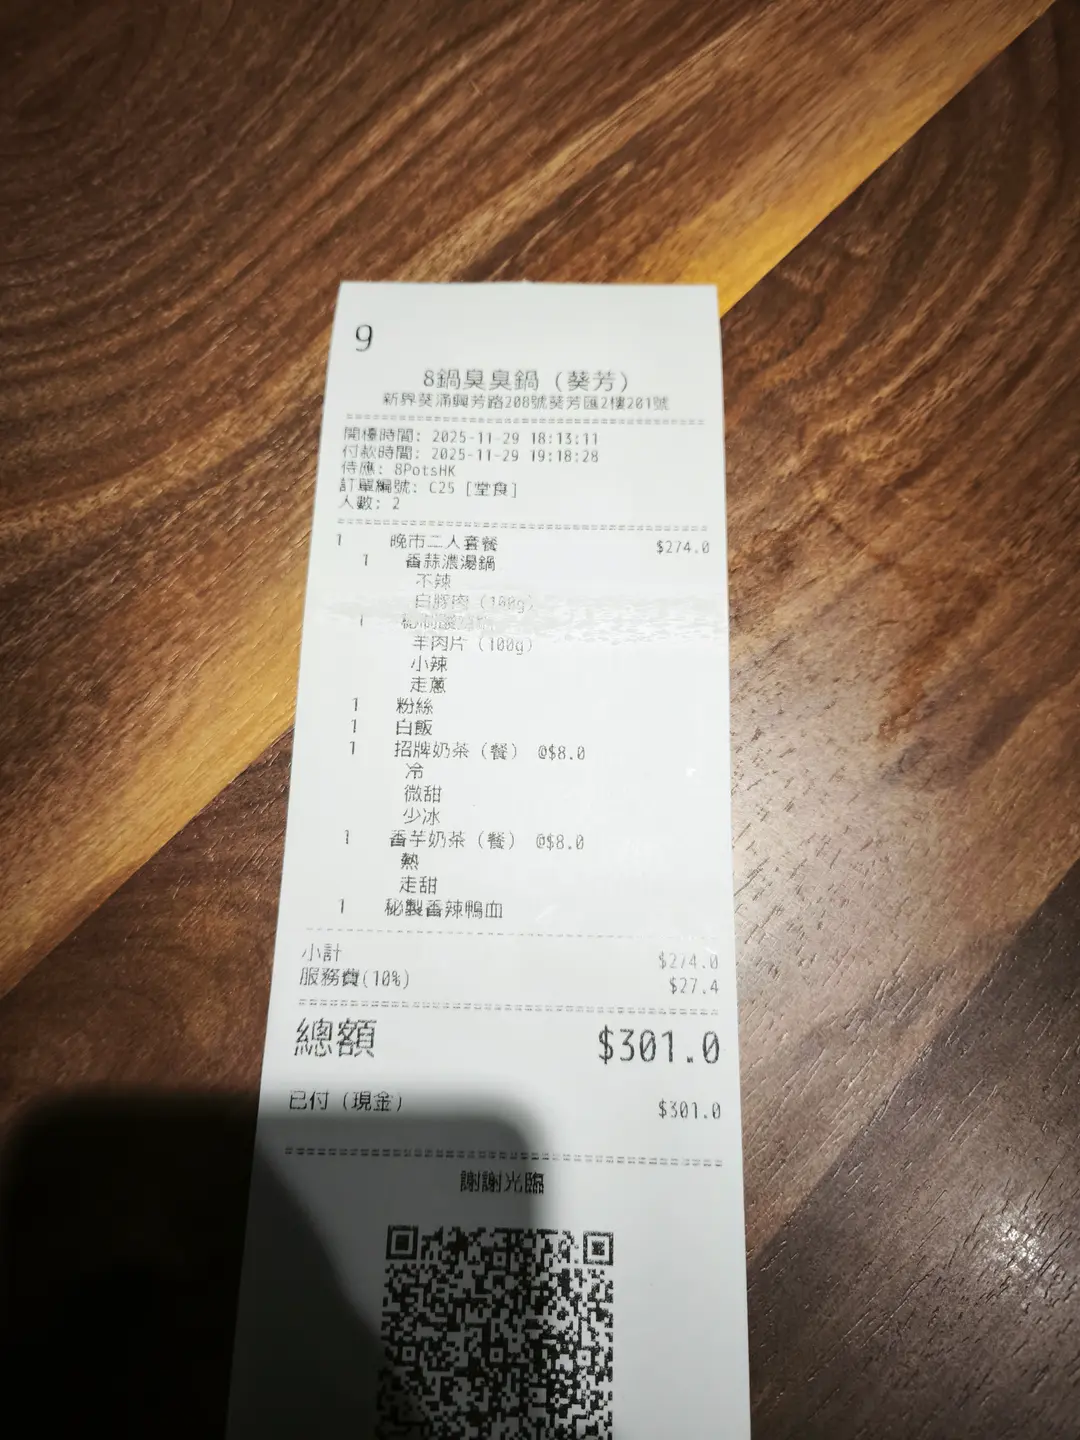 9
8鍋臭臭鍋（葵芳）
新界葵涌興芳路208號葵芳匯2樓201號
開檯時間: 2025-11-29 18:13:11
付款時間: 2025-11-29 19:18:28
侍應: 8PotsHK
訂單編號: C25 [堂食]
人數: 2
1 晚市二人套餐 $274.0
1 番蒜濃湯鍋
不辣
白豚肉（100g）
1
羊肉片（100g）
小辣
走蔥
1 粉絲
1 白飯
1 招牌奶茶（餐） @$8.0
冷
微甜
少冰
1 香芋奶茶（餐） @$8.0
熱
走甜
1 秘製香辣鴨血
小計 $274.0
服務費(10%) $27.4
總額 $301.0
已付（現金） $301.0
謝謝光臨